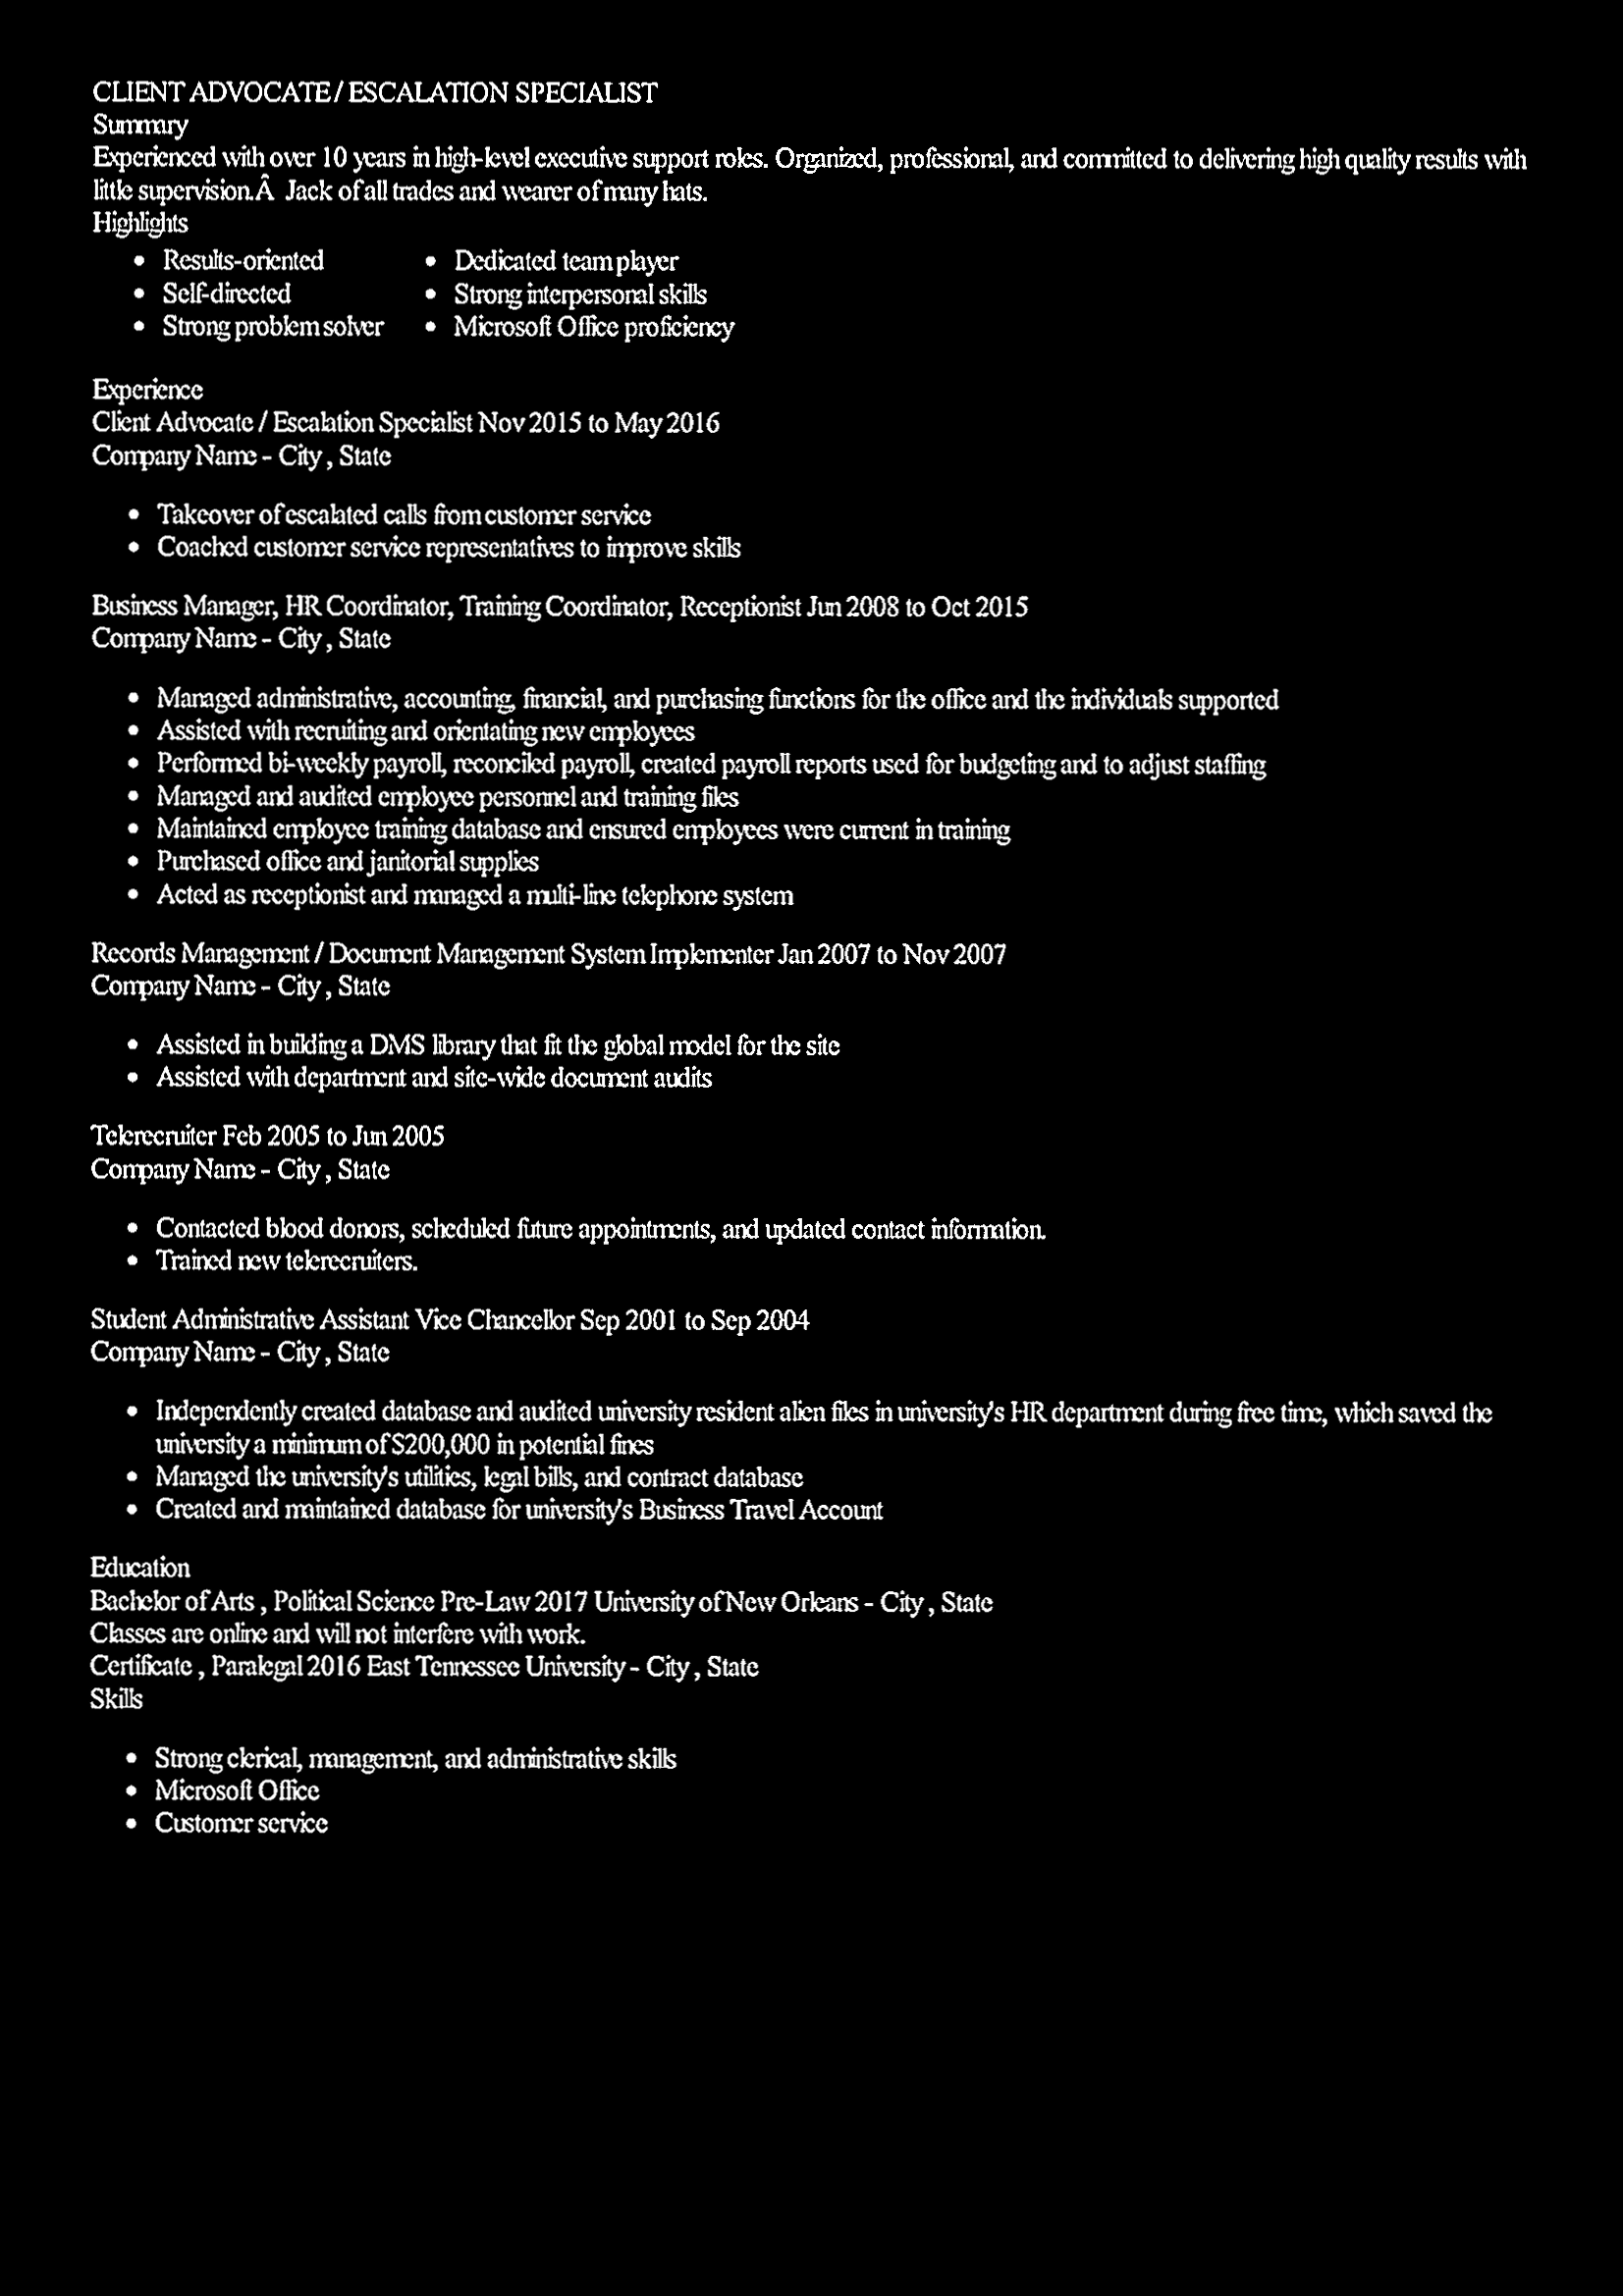 CLIENT ADVOCATE / ESCALATION SPECIALIST
Summary
Experienced with over 10 years in high-level executive support roles. Organized, professional, and committed to delivering high quality results with
little supervision.Â  Jack of all trades and wearer of many hats.
Highlights
• Results-oriented • Dedicated team player
• Self-directed • Strong interpersonal skills
• Strong problem solver • Microsoft Office proficiency
Experience
Client Advocate / Escalation Specialist Nov 2015 to May 2016
Company Name - City , State
• Takeover of escalated calls from customer service
• Coached customer service representatives to improve skills
Business Manager, HR Coordinator, Training Coordinator, Receptionist Jun 2008 to Oct 2015
Company Name - City , State
• Managed administrative, accounting, financial, and purchasing functions for the office and the individuals supported
• Assisted with recruiting and orientating new employees
• Performed bi-weekly payroll, reconciled payroll, created payroll reports used for budgeting and to adjust staffing
• Managed and audited employee personnel and training files
• Maintained employee training database and ensured employees were current in training
• Purchased office and janitorial supplies
• Acted as receptionist and managed a multi-line telephone system
Records Management / Document Management System Implementer Jan 2007 to Nov 2007
Company Name - City , State
• Assisted in building a DMS library that fit the global model for the site
• Assisted with department and site-wide document audits
Telerecruiter Feb 2005 to Jun 2005
Company Name - City , State
• Contacted blood donors, scheduled future appointments, and updated contact information.
• Trained new telerecruiters.
Student Administrative Assistant Vice Chancellor Sep 2001 to Sep 2004
Company Name - City , State
• Independently created database and audited university resident alien files in university's HR department during free time, which saved the
university a minimum of $200,000 in potential fines
• Managed the university's utilities, legal bills, and contract database
• Created and maintained database for university's Business Travel Account
Education
Bachelor of Arts , Political Science Pre-Law 2017 University of New Orleans - City , State
Classes are online and will not interfere with work.
Certificate , Paralegal 2016 East Tennessee University - City , State
Skills
• Strong clerical, management, and administrative skills
• Microsoft Office
• Customer service